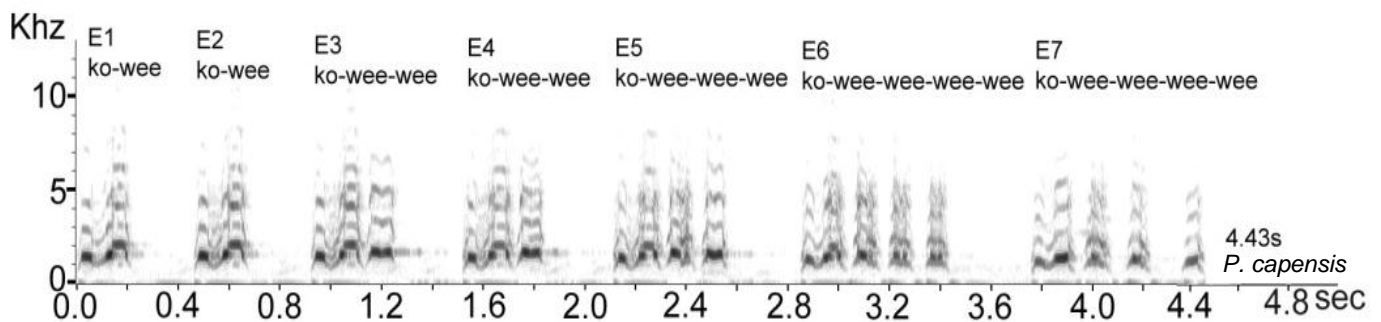 Khz
E1 E2 E3 E4 E5 E6 E7
ko-wee ko-wee ko-wee-wee ko-wee-wee ko-wee-wee-wee ko-wee-wee-wee-wee ko-wee-wee-wee-wee
10
5
4.43s
P. capensis
0
0.0 0.4 0.8 1.2 1.6 2.0 2.4 2.8 3.2 3.6 4.0 4.4 4.8 sec